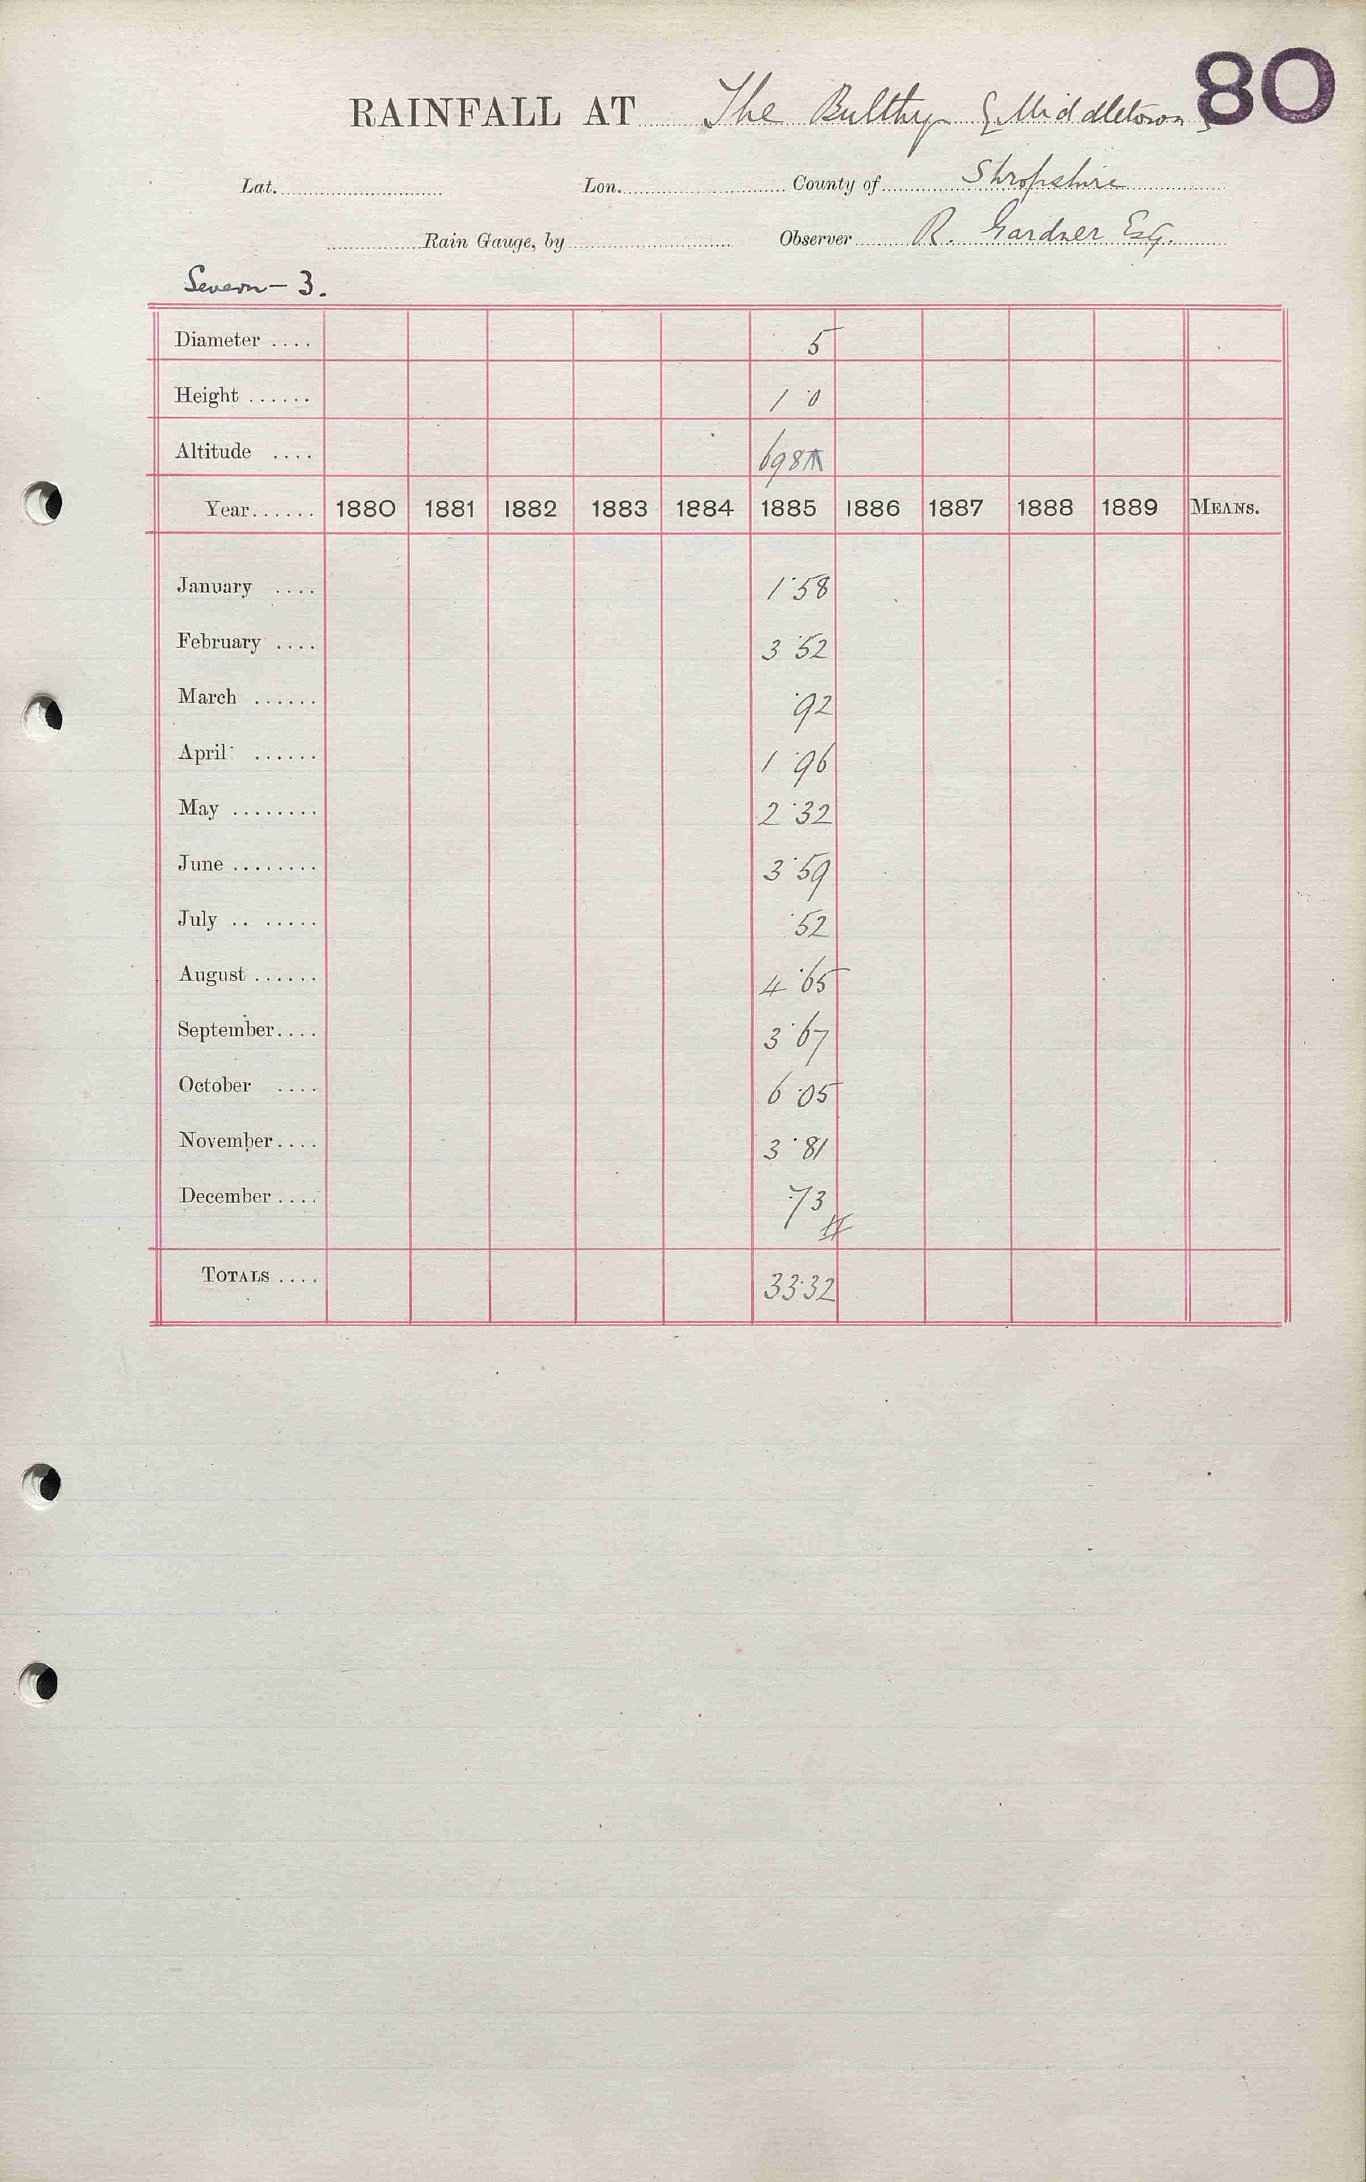 80
RAINFALL AT The Bulthy {Middletown}
Lat. Lon. County of Shropshire
Rain Gauge, by Observer R. Gardner Esq.
Severn - 3.
Diameter .... 5
Height ...... 1 0
Altitude .... 698
Year...... 1880 1881 1882 1883 1884 1885 1886 1887 1888 1889 MEANS.
January .... 1.58
February .... 3.52
March ...... .92
April ...... 1.96
May ........ 2.32
June ........ 3.59
July .. ...... .52
August ...... 4.65
September.... 3.67
October .... 6.05
November.... 3.81
December .... .73
TOTALS .... 33.32